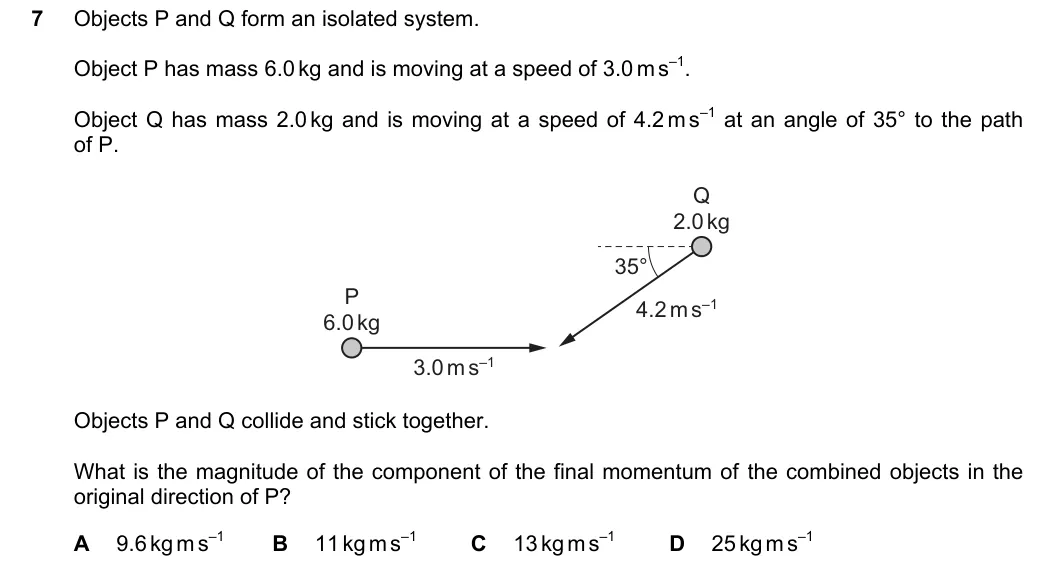 7 Objects P and Q form an isolated system.
Object P has mass 6.0 kg and is moving at a speed of 3.0 m s⁻¹.
Object Q has mass 2.0 kg and is moving at a speed of 4.2 m s⁻¹ at an angle of 35° to the path
of P.
Q
2.0 kg
35°
4.2 m s⁻¹
P
6.0 kg
3.0 m s⁻¹
Objects P and Q collide and stick together.
What is the magnitude of the component of the final momentum of the combined objects in the
original direction of P?
A 9.6 kg m s⁻¹ B 11 kg m s⁻¹ C 13 kg m s⁻¹ D 25 kg m s⁻¹